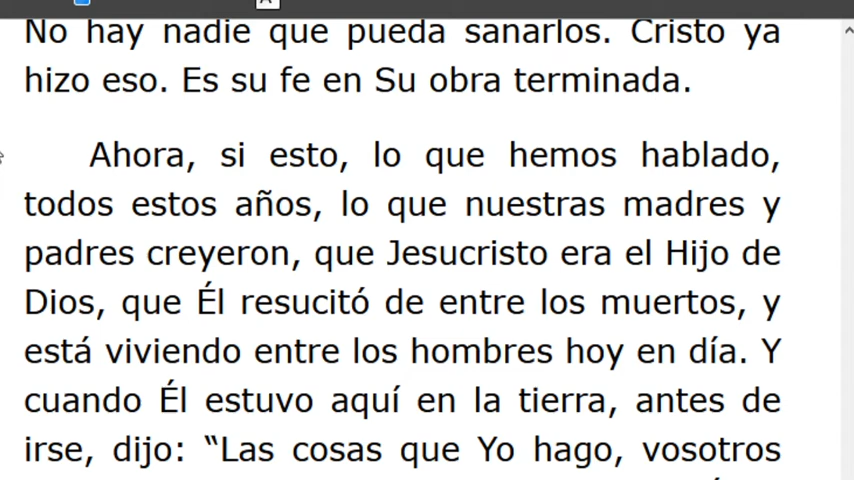 No hay nadie que pueda sanarlos. Cristo ya
hizo eso. Es su fe en Su obra terminada.
Ahora, si esto, lo que hemos hablado,
todos estos años, lo que nuestras madres y
padres creyeron, que Jesucristo era el Hijo de
Dios, que Él resucitó de entre los muertos, y
está viviendo entre los hombres hoy en día. Y
cuando Él estuvo aquí en la tierra, antes de
irse, dijo: “Las cosas que Yo hago, vosotros